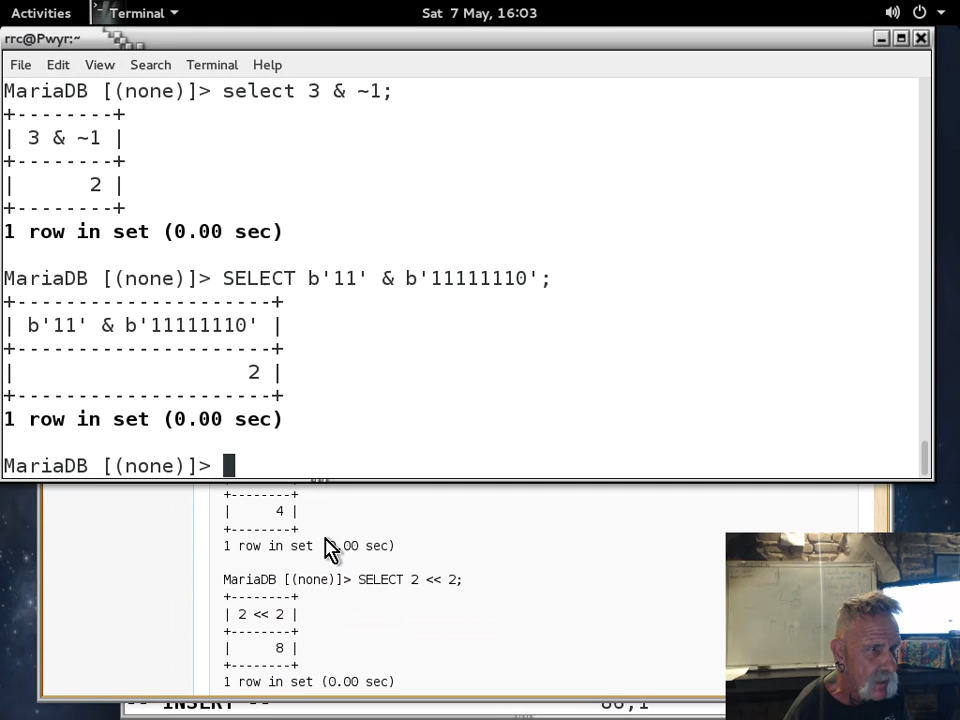 Activities Terminal Sat 7 May, 16:03
rrc@Pwyr:~
File Edit View Search Terminal Help
MariaDB [(none)]> select 3 & ~1;
+--------+
| 3 & ~1 |
+--------+
|      2 |
+--------+
1 row in set (0.00 sec)
MariaDB [(none)]> SELECT b'11' & b'11111110';
+---------------------+
| b'11' & b'11111110' |
+---------------------+
|                   2 |
+---------------------+
1 row in set (0.00 sec)
MariaDB [(none)]>
+--------+
|      4 |
+--------+
1 row in set (0.00 sec)
MariaDB [(none)]> SELECT 2 << 2;
+--------+
| 2 << 2 |
+--------+
|      8 |
+--------+
1 row in set (0.00 sec)
-- INSERT --